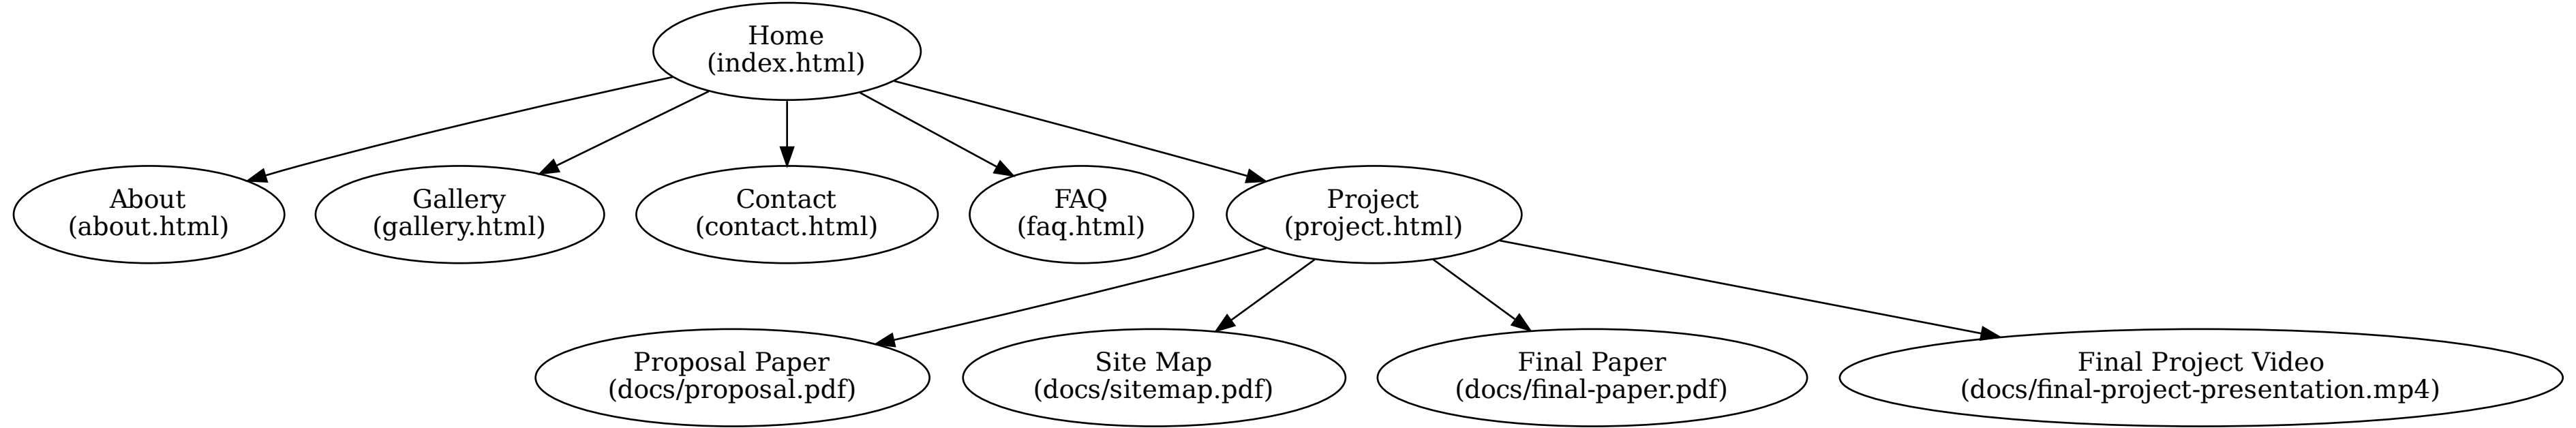 Home
(index.html)
About
(about.html)
Gallery
(gallery.html)
Contact
(contact.html)
FAQ
(faq.html)
Project
(project.html)
Proposal Paper
(docs/proposal.pdf)
Site Map
(docs/sitemap.pdf)
Final Paper
(docs/final-paper.pdf)
Final Project Video
(docs/final-project-presentation.mp4)